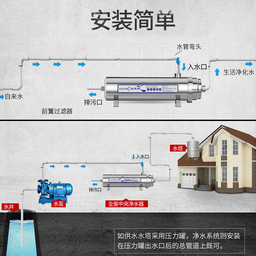 安装简单
水管弯头
入水口
自来水
排污口
生活净化水
前置过滤器
入水口
水塔
排污口
水井
水泵
全屋中央净水器
如供水水塔采用压力罐，净水系统则安装
在压力罐出水口后的总管道上既可。